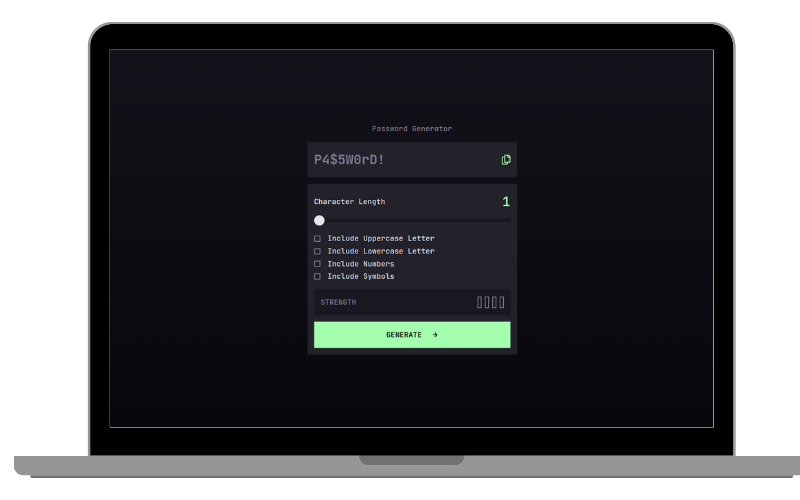 Password Generator
P4$5W0rD!
Character Length 1
Include Uppercase Letter
Include Lowercase Letter
Include Numbers
Include Symbols
STRENGTH
GENERATE →